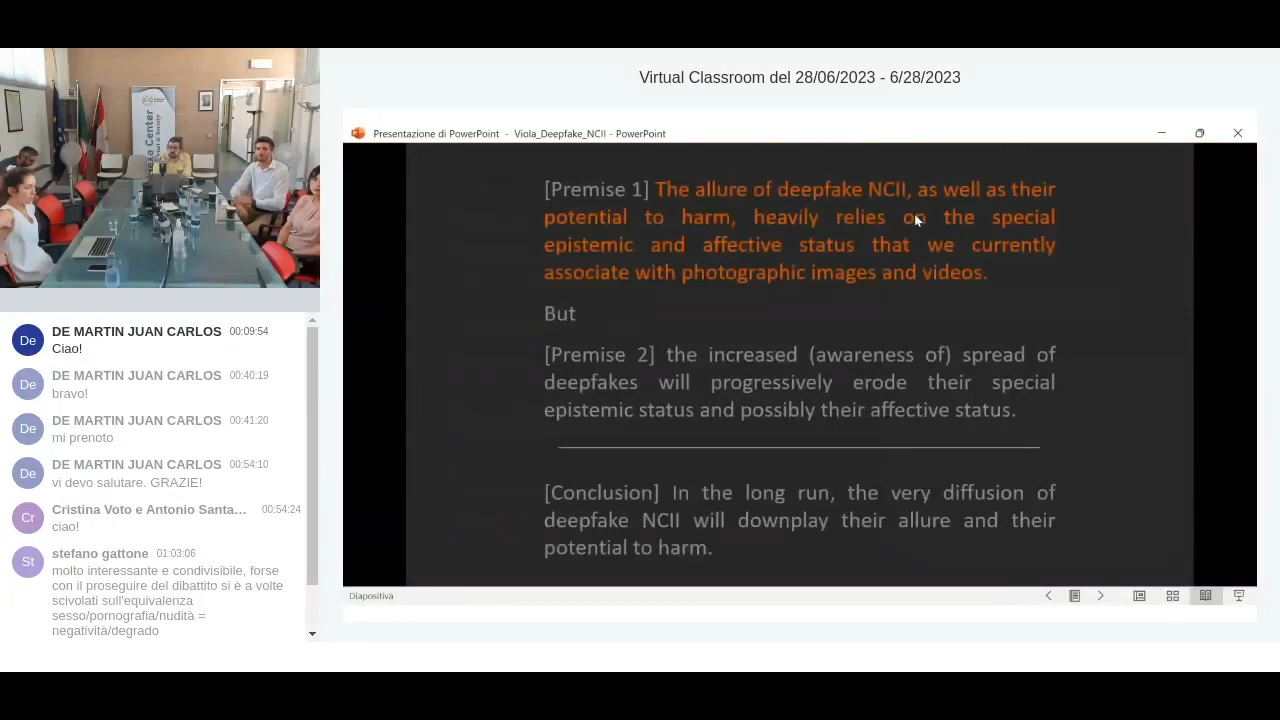 Virtual Classroom del 28/06/2023 - 6/28/2023
Presentazione di PowerPoint - Viola_Deepfake_NCII - PowerPoint
[Premise 1] The allure of deepfake NCII, as well as their
potential to harm, heavily relies on the special
epistemic and affective status that we currently
associate with photographic images and videos.
But
[Premise 2] the increased (awareness of) spread of
deepfakes will progressively erode their special
epistemic status and possibly their affective status.
[Conclusion] In the long run, the very diffusion of
deepfake NCII will downplay their allure and their
potential to harm.
Diapositiva
De
DE MARTIN JUAN CARLOS 00:09:54
Ciao!
De
DE MARTIN JUAN CARLOS 00:40:19
bravo!
De
DE MARTIN JUAN CARLOS 00:41:20
mi prenoto
De
DE MARTIN JUAN CARLOS 00:54:10
vi devo salutare. GRAZIE!
Cr
Cristina Voto e Antonio Santa... 00:54:24
ciao!
St
stefano gattone 01:03:06
molto interessante e condivisibile, forse
con il proseguire del dibattito si è a volte
scivolati sull'equivalenza
sesso/pornografia/nudità =
negatività/degrado